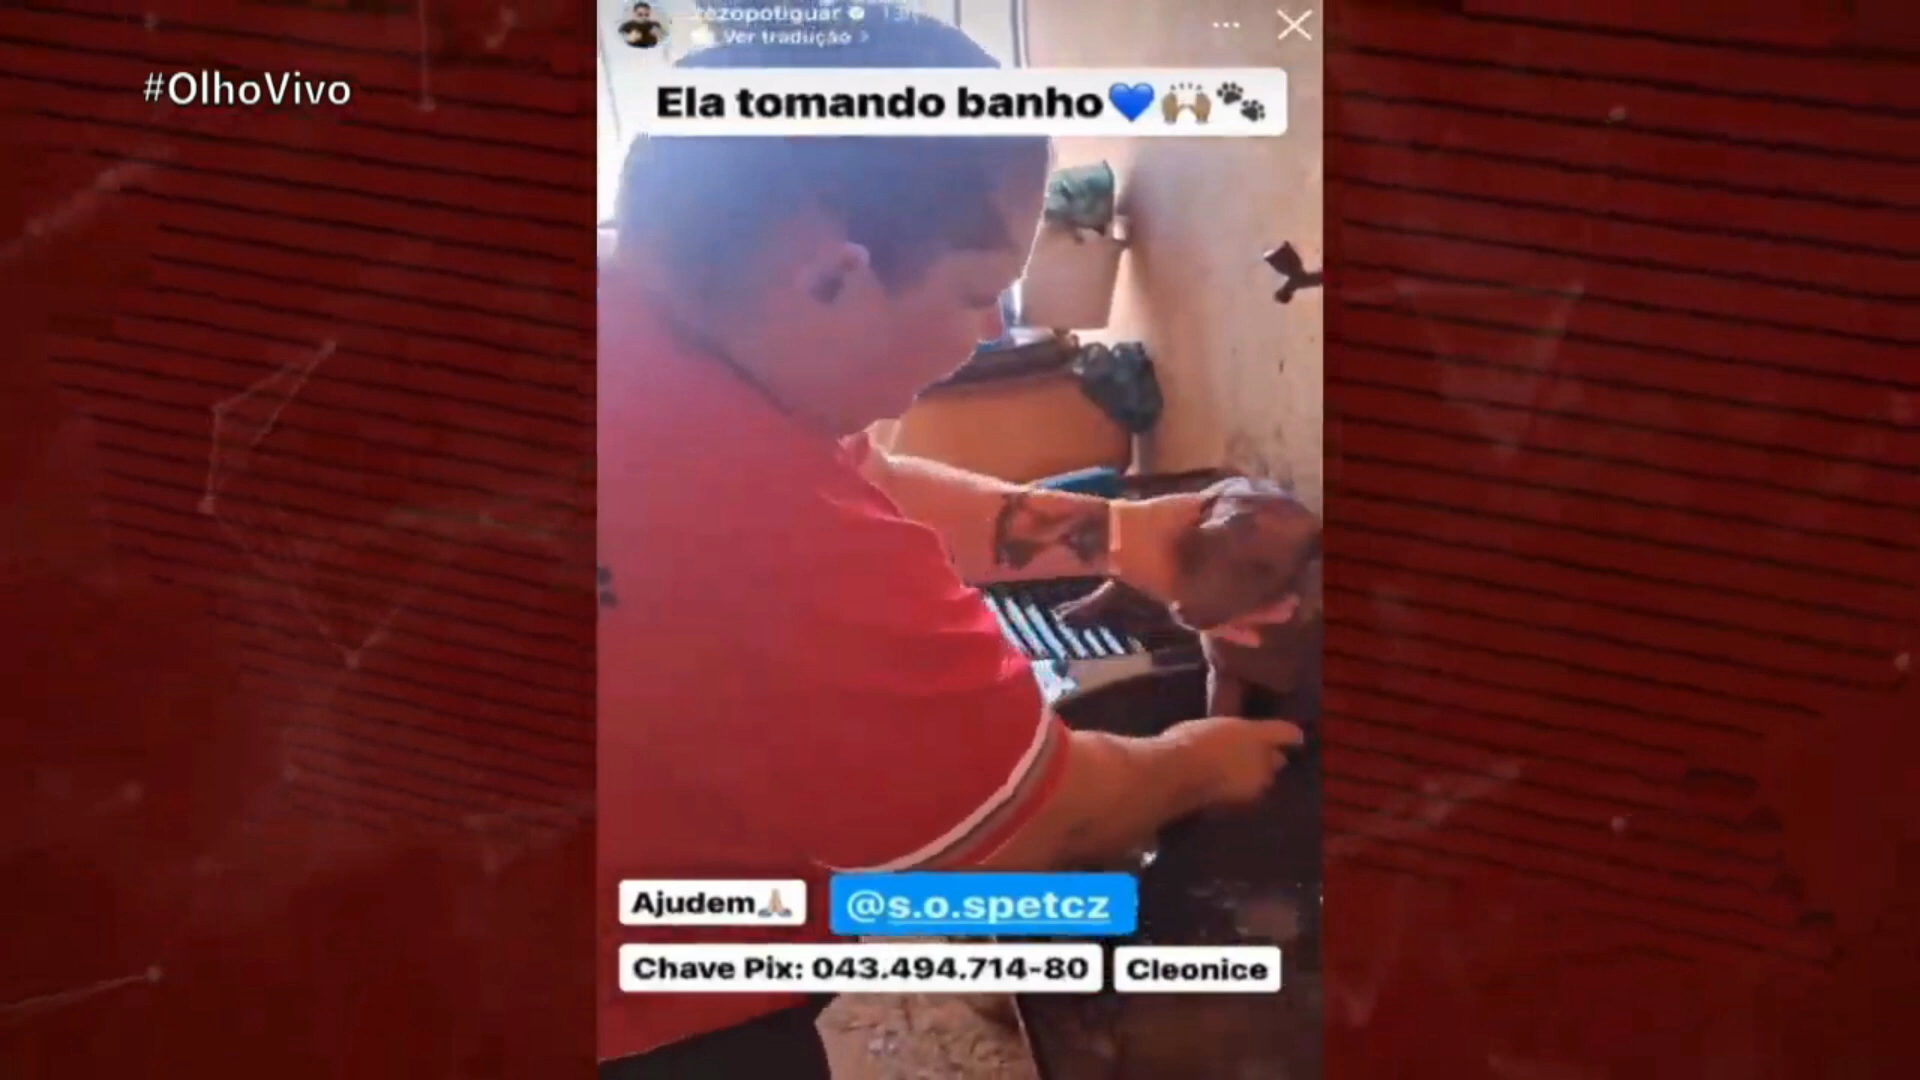 #OlhoVivo
Ver tradução
Ela tomando banho💙🙌🏽🐾
Ajudem🙏🏼
@s.o.spetcz
Chave Pix: 043.494.714-80
Cleonice